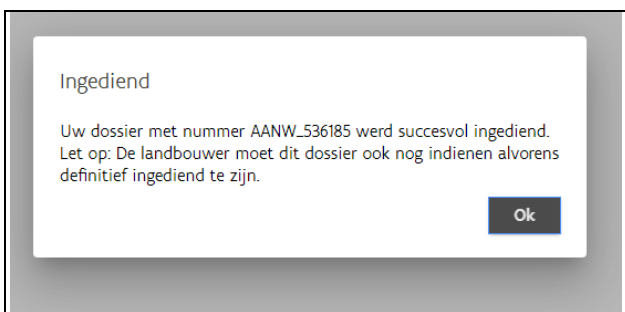 Ingediend
Uw dossier met nummer AANW_536185 werd succesvol ingediend.
Let op: De landbouwer moet dit dossier ook nog indienen alvorens
definitief ingediend te zijn.
Ok